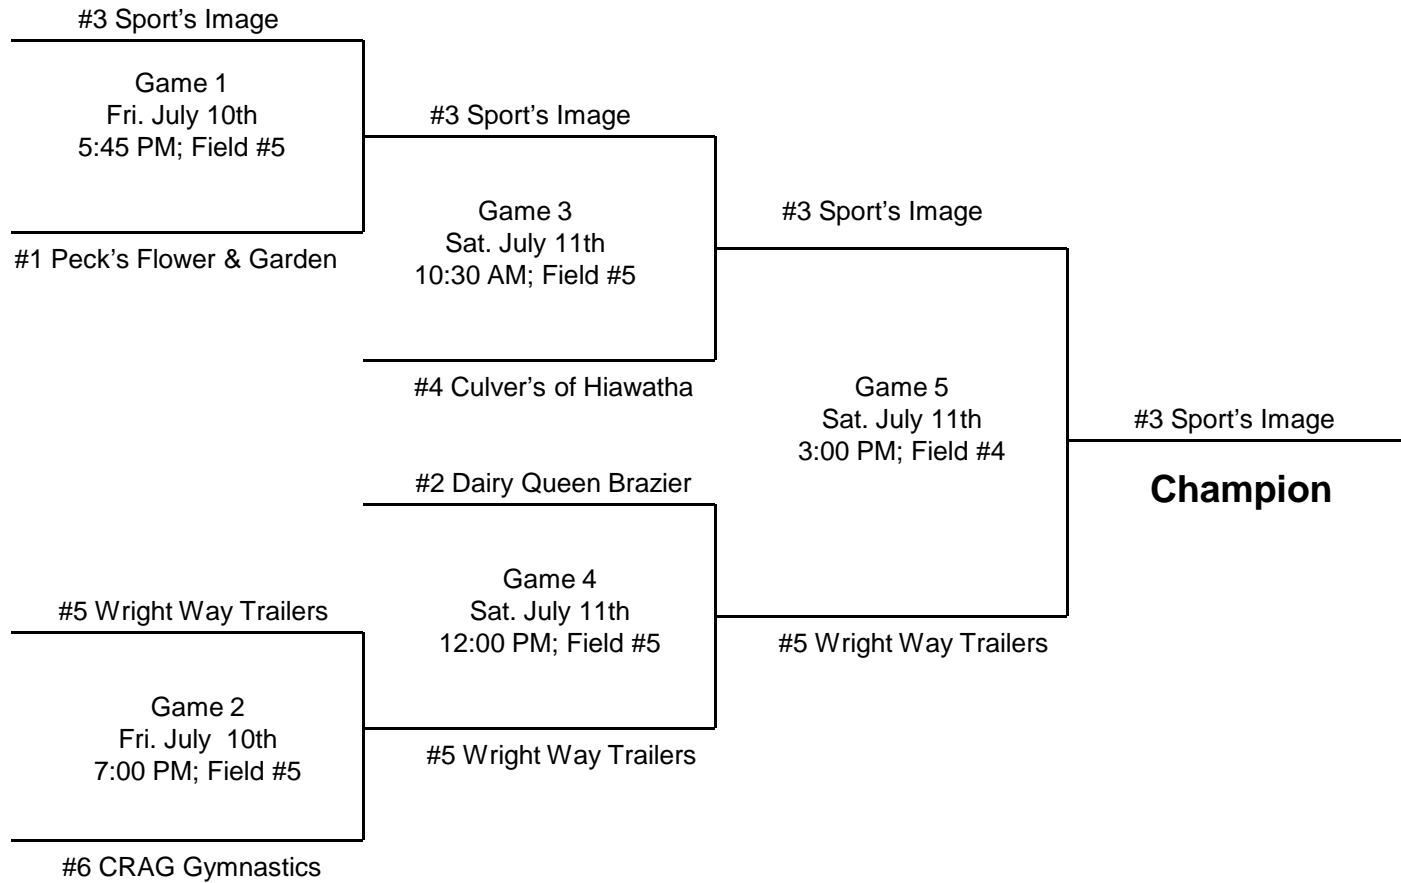 #3 Sport’s Image
Game 1
Fri. July 10th
5:45 PM; Field #5
#1 Peck’s Flower & Garden
#3 Sport’s Image
Game 3
Sat. July 11th
10:30 AM; Field #5
#4 Culver’s of Hiawatha
#3 Sport’s Image
Game 5
Sat. July 11th
3:00 PM; Field #4
#3 Sport’s Image
Champion
#2 Dairy Queen Brazier
Game 4
Sat. July 11th
12:00 PM; Field #5
#5 Wright Way Trailers
#5 Wright Way Trailers
Game 2
Fri. July  10th
7:00 PM; Field #5
#5 Wright Way Trailers
#6 CRAG Gymnastics